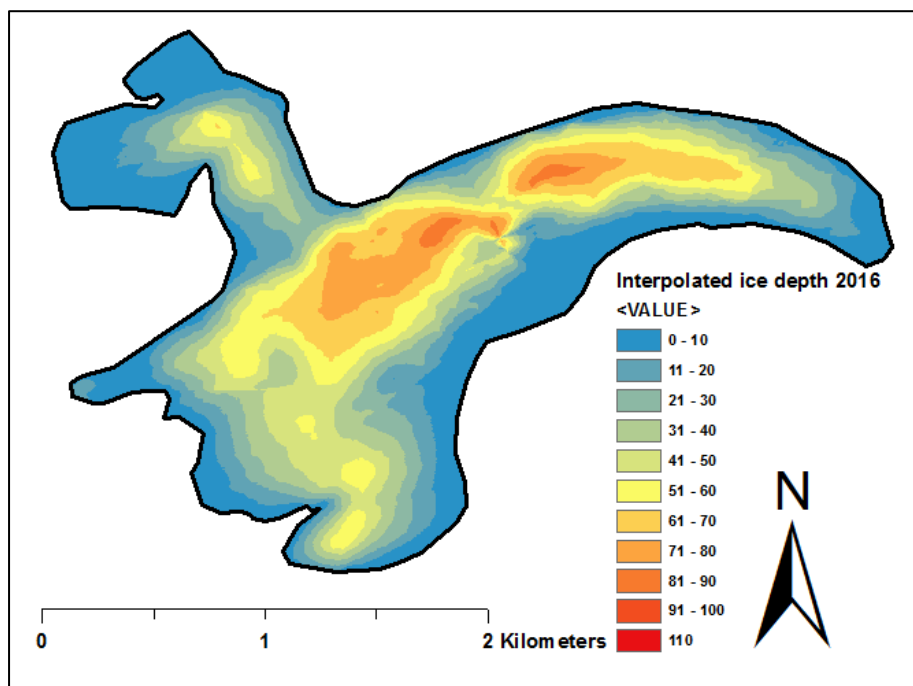 Interpolated ice depth 2016
<VALUE>
0 - 10
11 - 20
21 - 30
31 - 40
41 - 50
51 - 60
61 - 70
71 - 80
81 - 90
91 - 100
110
N
0 1 2 Kilometers